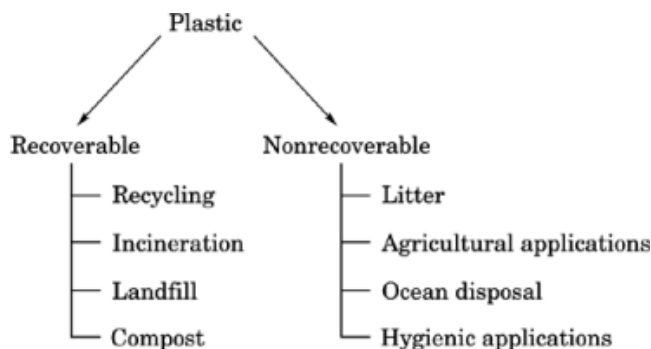 Plastic
Recoverable
Recycling
Incineration
Landfill
Compost
Nonrecoverable
Litter
Agricultural applications
Ocean disposal
Hygienic applications